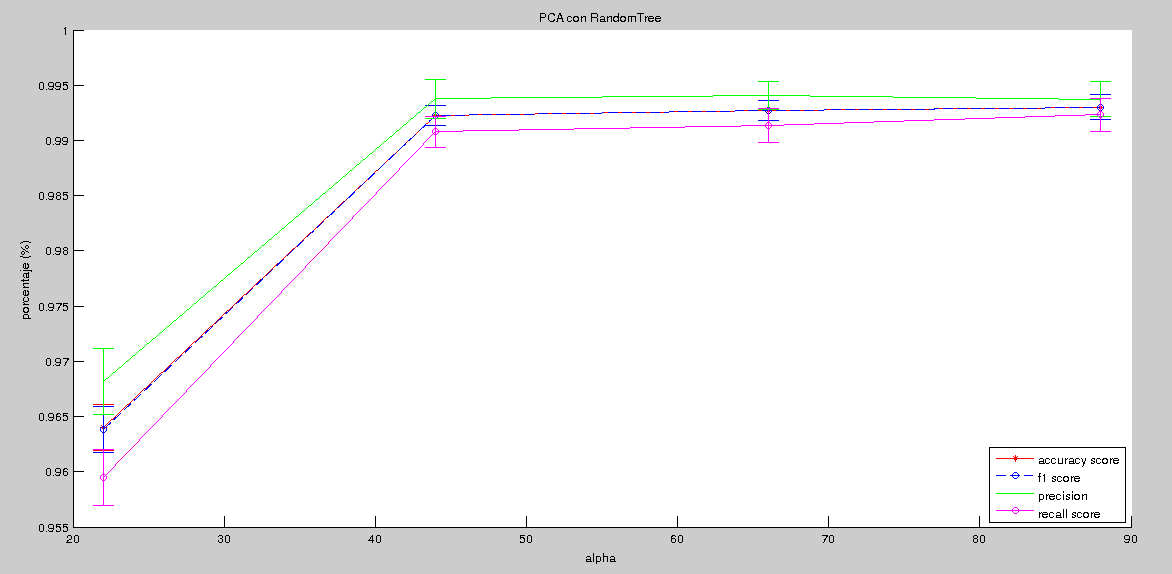 PCA con RandomTree
1
0.995
0.99
0.985
0.98
0.975
0.97
0.965
0.96
0.955
porcentaje (%)
20 30 40 50 60 70 80 90
alpha
accuracy score
f1 score
precision
recall score